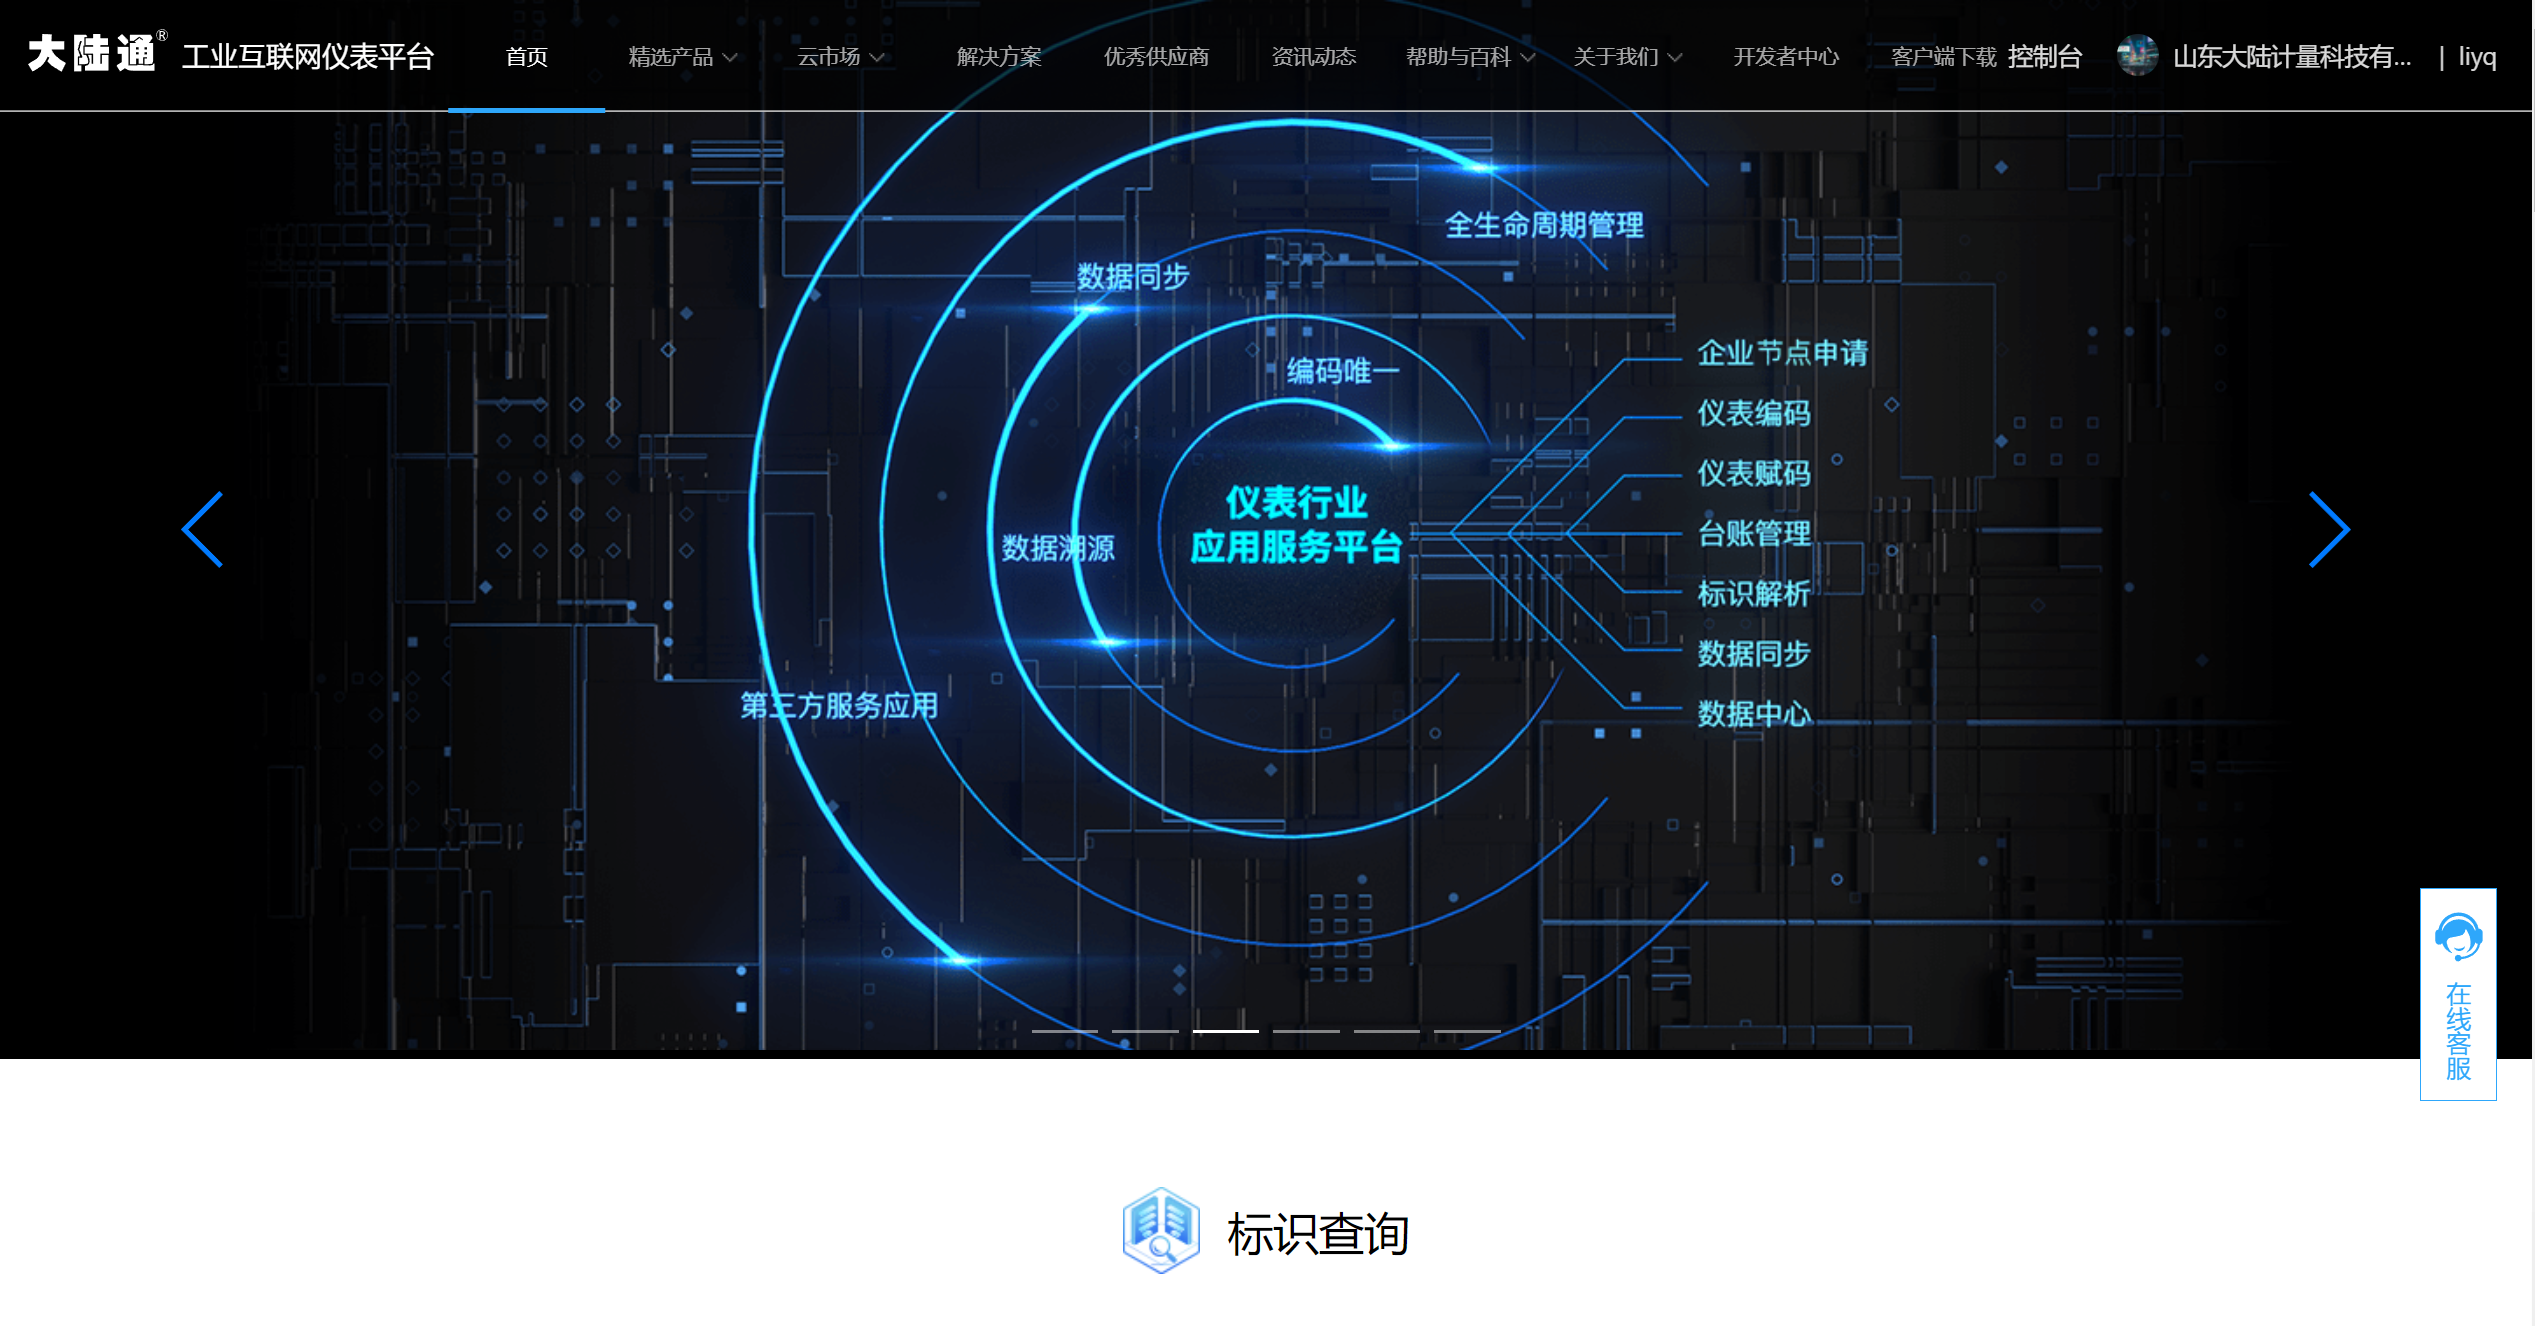 大陆通® 工业互联网仪表平台 首页 精选产品 云市场 解决方案 优秀供应商 资讯动态 帮助与百科 关于我们 开发者中心 客户端下载 控制台 山东大陆计量科技有限... | liyq
全生命周期管理
数据同步
编码唯一
仪表行业
应用服务平台
数据溯源
第三方服务应用
企业节点申请
仪表编码
仪表赋码
台账管理
标识解析
数据同步
数据中心
在线客服
标识查询